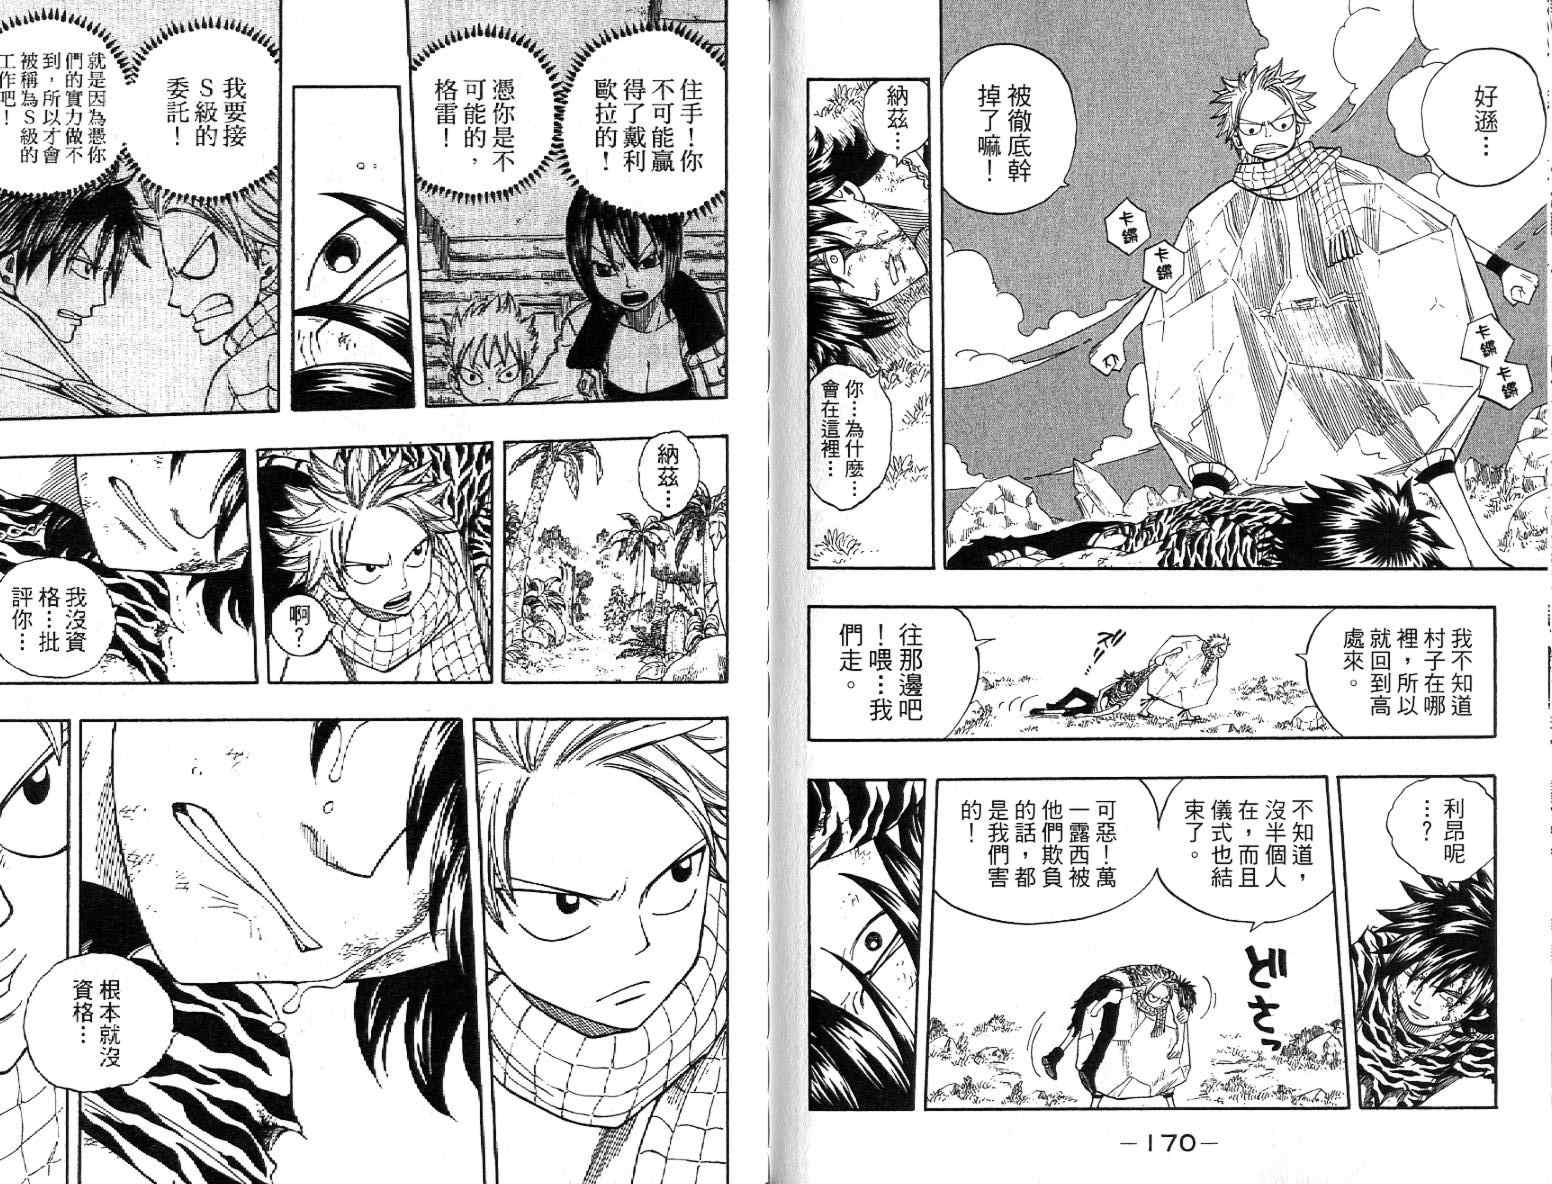 好遜…
被徹底幹
掉了嘛！
卡
鏘
卡
鏘
卡
鏘
卡
鏘
納茲…
你…為什麼…
會在這裡…
我不知道
村子在哪
裡，所以
就回到高
處來。
往那邊吧
！喂…我
們走。
利昂呢
…？
不知道，
沒半個人
在，而且
儀式也結
束了。
可惡！萬
一露西被
他們欺負
的話，都
是我們害
的！
どさっ
—170—
住手！你
不可能贏
得了戴利
歐拉的！
憑你是不
可能的，
格雷！
我要接
S級的
委託！
就是因為憑你
們的實力做不
到，所以才會
被稱為S級的
工作吧！
納茲…
啊？
我沒資
格…批
評你…
根本就沒
資格…